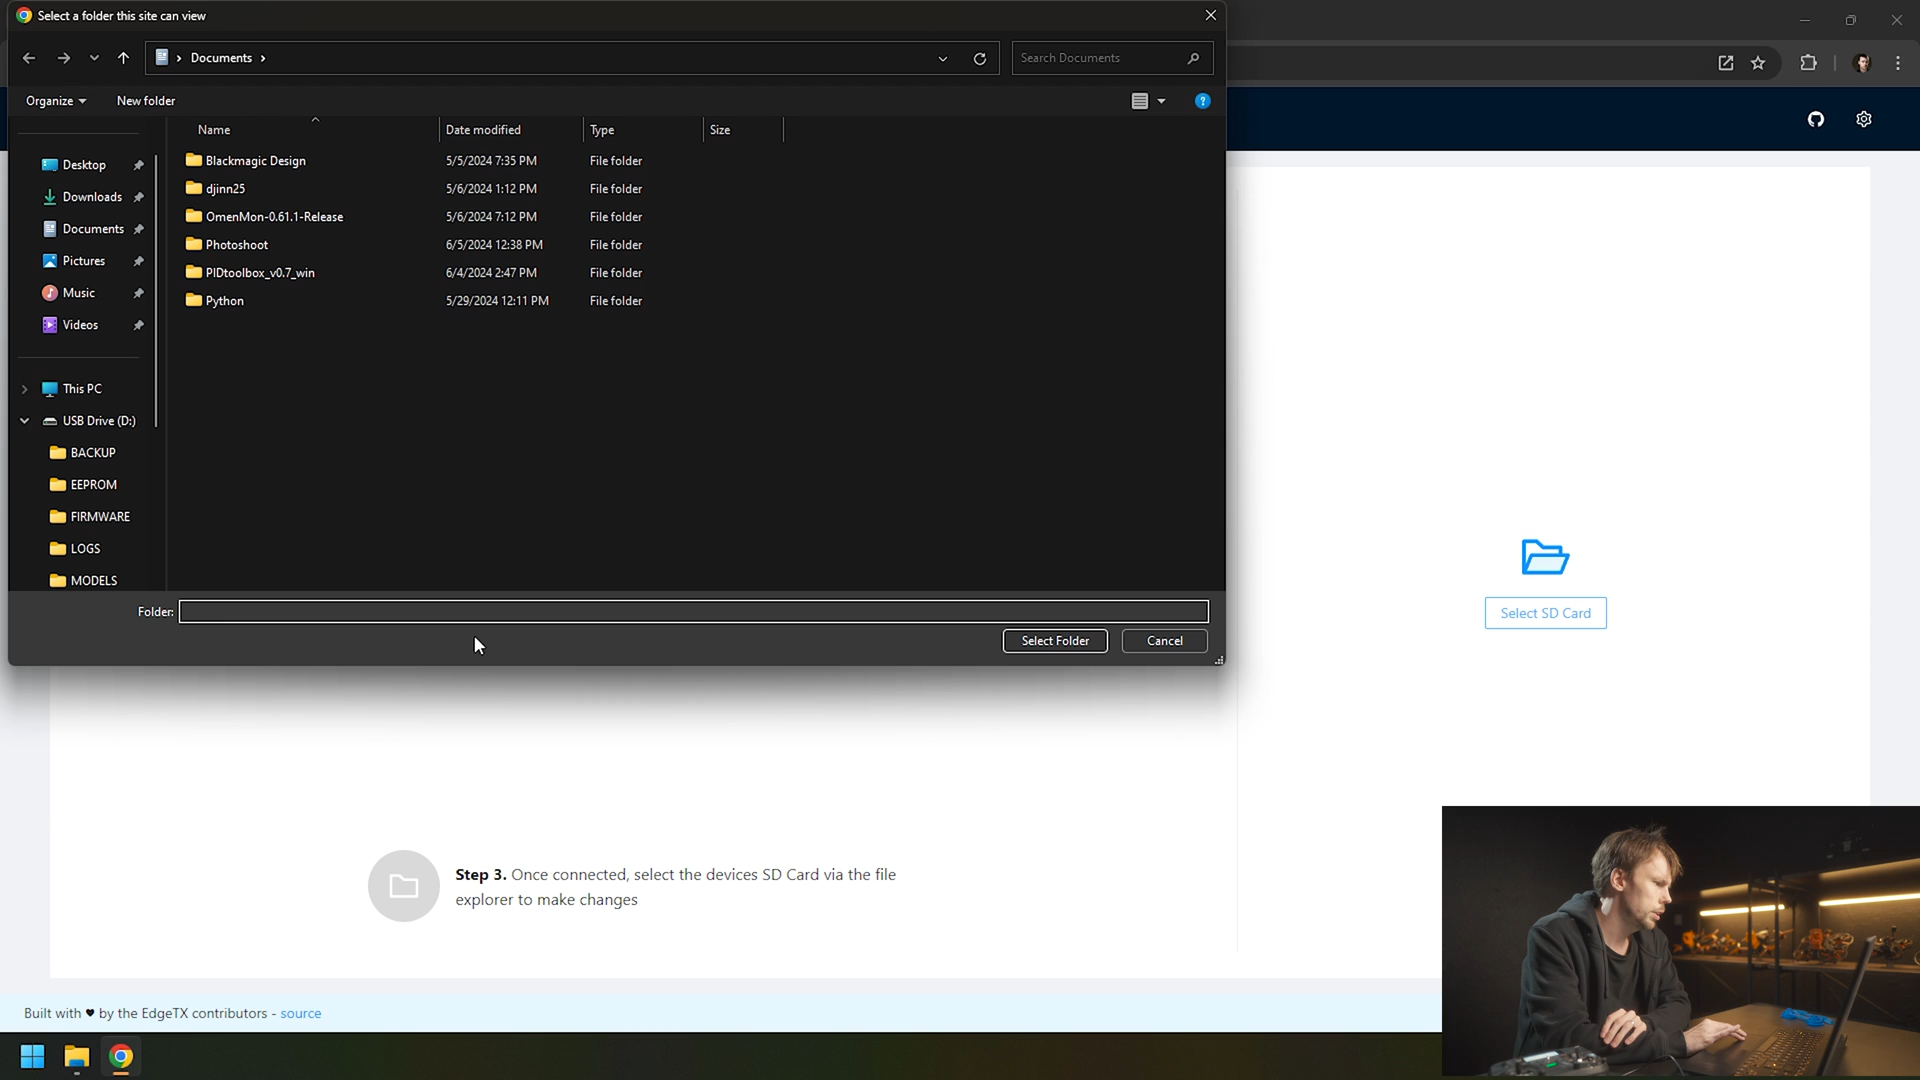 Select a folder this site can view
Documents
Search Documents
Organize
New folder
Name
Date modified
Type
Size
Desktop
Downloads
Documents
Pictures
Music
Videos
This PC
USB Drive (D:)
BACKUP
EEPROM
FIRMWARE
LOGS
MODELS
Blackmagic Design 5/5/2024 7:35 PM File folder
djinn25 5/6/2024 1:12 PM File folder
OmenMon-0.61.1-Release 5/6/2024 7:12 PM File folder
Photoshoot 6/5/2024 12:38 PM File folder
PIDtoolbox_v0.7_win 6/4/2024 2:47 PM File folder
Python 5/29/2024 12:11 PM File folder
Folder:
Select Folder
Cancel
Select SD Card
Step 3. Once connected, select the devices SD Card via the file
explorer to make changes
Built with ♥ by the EdgeTX contributors - source